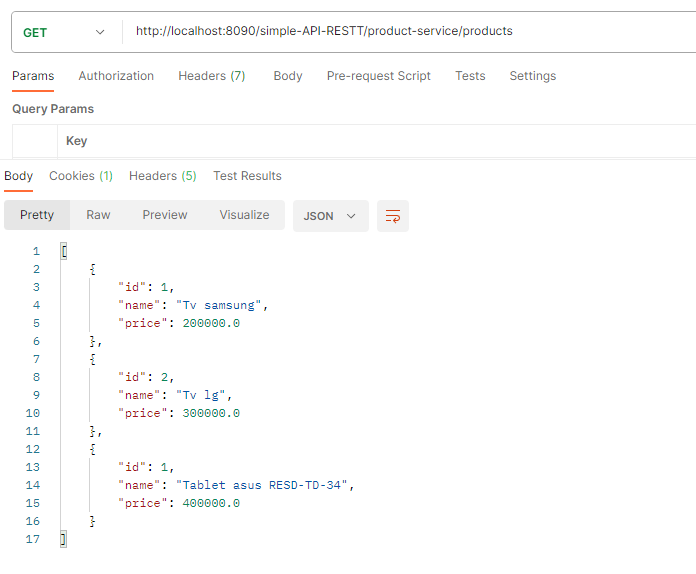 GET http://localhost:8090/simple-API-RESTT/product-service/products
Params Authorization Headers (7) Body Pre-request Script Tests Settings
Query Params
Key
Body Cookies (1) Headers (5) Test Results
Pretty Raw Preview Visualize JSON
1 [
2 {
3 "id": 1,
4 "name": "Tv samsung",
5 "price": 200000.0
6 },
7 {
8 "id": 2,
9 "name": "Tv lg",
10 "price": 300000.0
11 },
12 {
13 "id": 1,
14 "name": "Tablet asus RESD-TD-34",
15 "price": 400000.0
16 }
17 ]